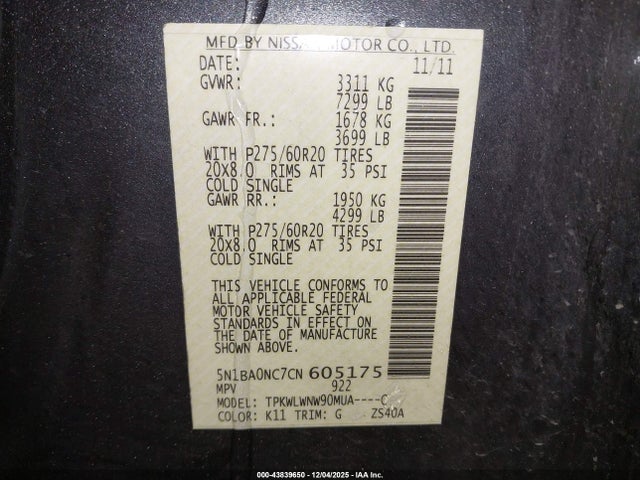 MFD BY NISSAN MOTOR CO., LTD.
DATE: 11/11
GVWR: 3311 KG
7299 LB
GAWR FR.: 1678 KG
3699 LB
WITH P275/60R20 TIRES
20X8.0 RIMS AT 35 PSI
COLD SINGLE
GAWR RR.: 1950 KG
4299 LB
WITH P275/60R20 TIRES
20X8.0 RIMS AT 35 PSI
COLD SINGLE
THIS VEHICLE CONFORMS TO
ALL APPLICABLE FEDERAL
MOTOR VEHICLE SAFETY
STANDARDS IN EFFECT ON
THE DATE OF MANUFACTURE
SHOWN ABOVE.
5N1BA0NC7CN 605175
MPV 922
MODEL: TPKWLWNW90MUA----C
COLOR: K11 TRIM: G ZS40A
000-43839650 • 12/04/2025 • IAA Inc.